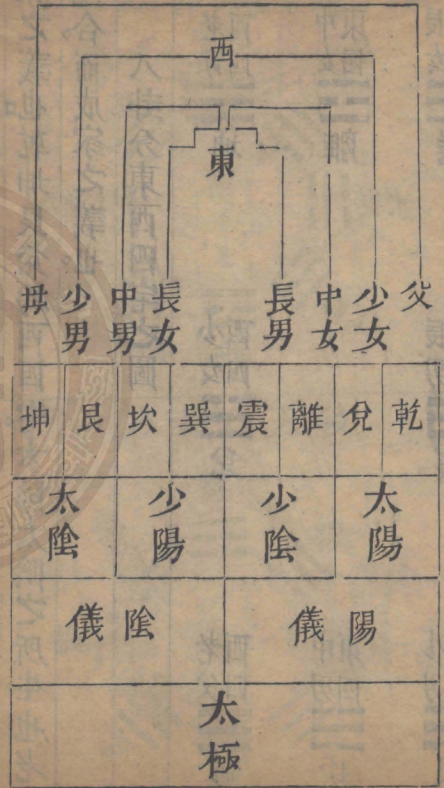 西
東
父 少女 中女 長男 長女 中男 少男 母
乾 兌 離 震 巽 坎 艮 坤
太陽 少陰 少陽 太陰
陽儀 陰儀
太極